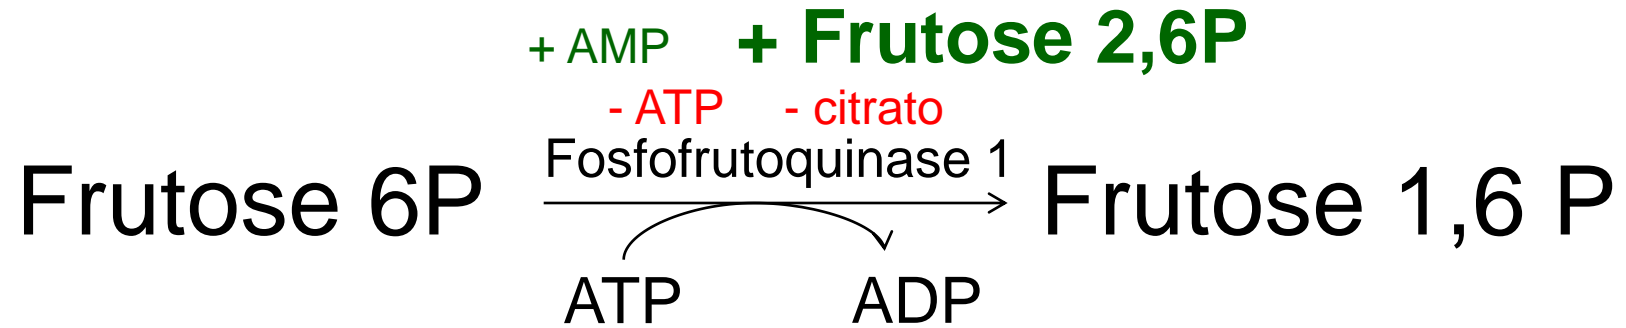 + AMP + Frutose 2,6P
- ATP - citrato
Fosfofrutoquinase 1
Frutose 6P Frutose 1,6 P
ATP ADP